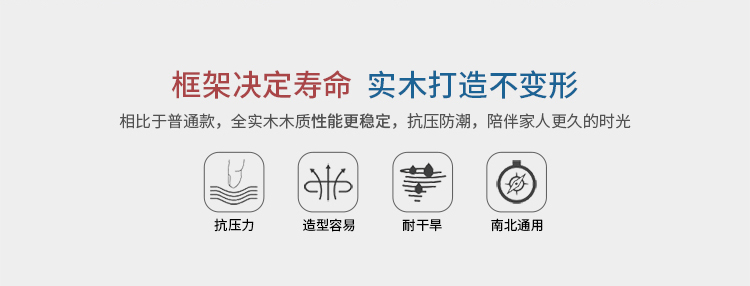 框架决定寿命 实木打造不变形
相比于普通款，全实木木质性能更稳定，抗压防潮，陪伴家人更久的时光
抗压力 造型容易 耐干旱 南北通用